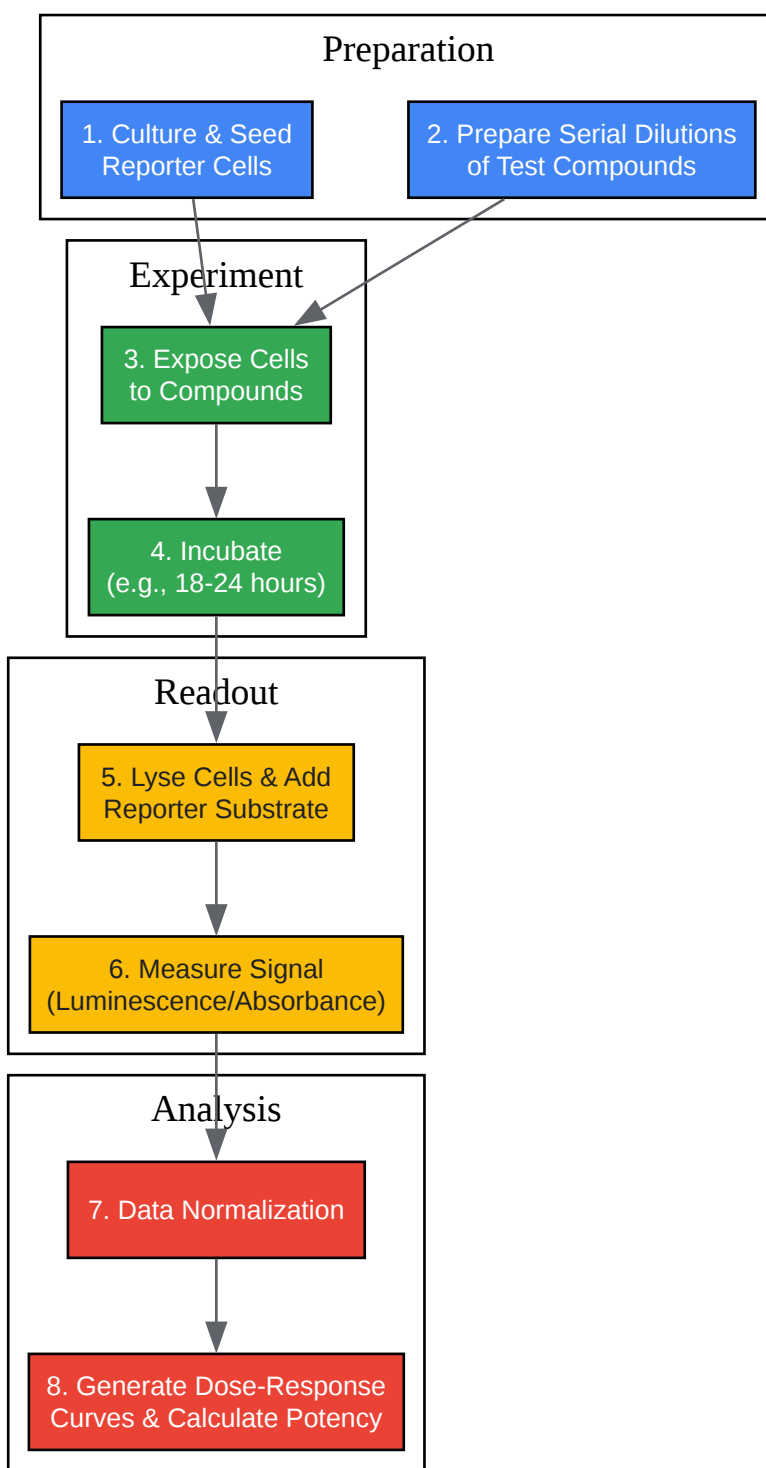 Preparation
1. Culture & Seed
Reporter Cells
2. Prepare Serial Dilutions
of Test Compounds
Experiment
3. Expose Cells
to Compounds
4. Incubate
(e.g., 18-24 hours)
Readout
5. Lyse Cells & Add
Reporter Substrate
6. Measure Signal
(Luminescence/Absorbance)
Analysis
7. Data Normalization
8. Generate Dose-Response
Curves & Calculate Potency